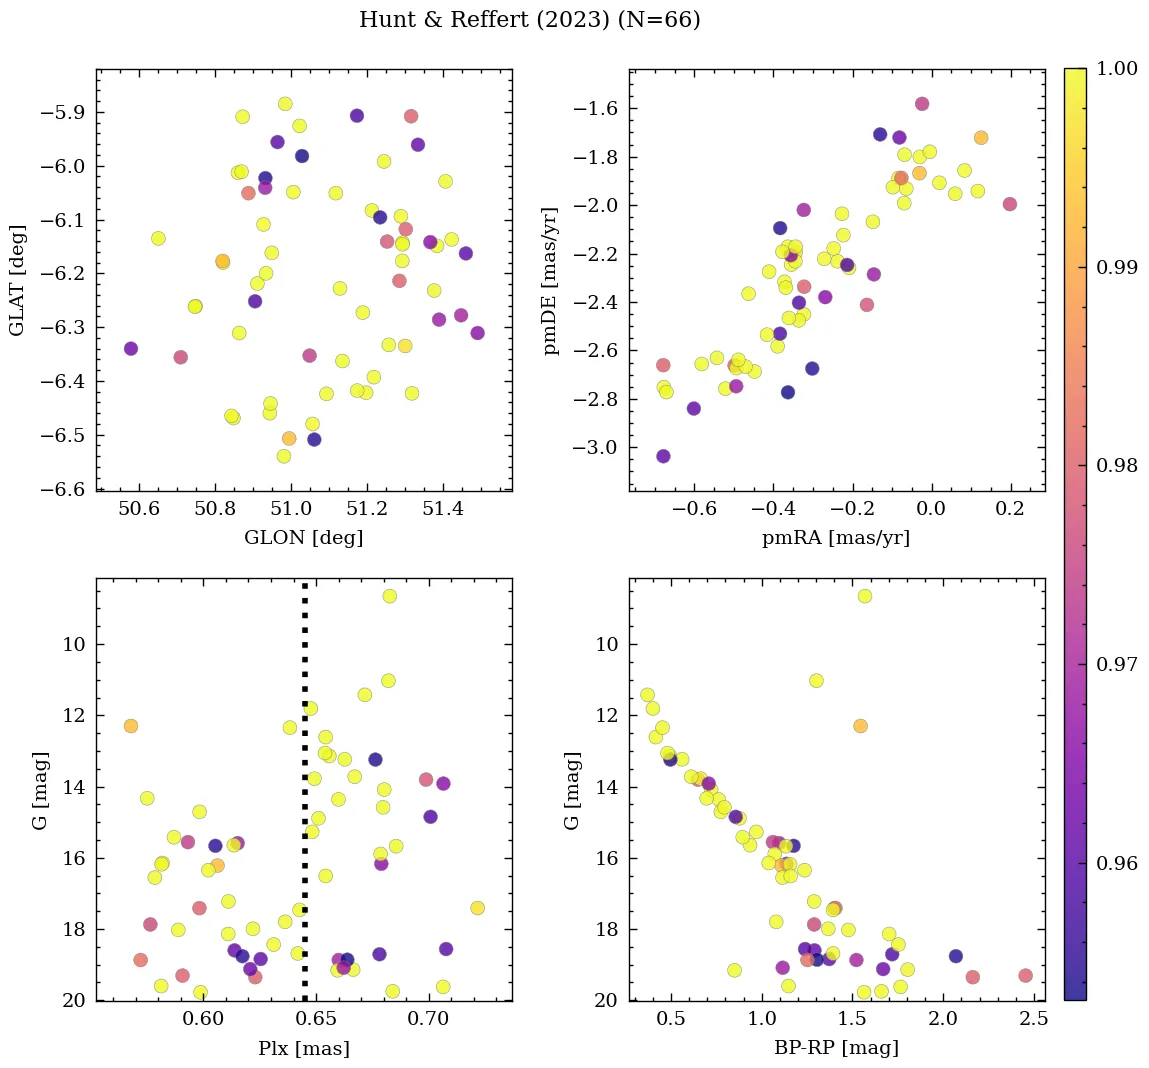 Hunt & Reffert (2023) (N=66)
−5.9
−6.0
−6.1
−6.2
−6.3
−6.4
−6.5
−6.6
GLAT [deg]
50.6 50.8 51.0 51.2 51.4
GLON [deg]
−1.6
−1.8
−2.0
−2.2
−2.4
−2.6
−2.8
−3.0
pmDE [mas/yr]
−0.6 −0.4 −0.2 0.0 0.2
pmRA [mas/yr]
10
12
14
16
18
20
G [mag]
0.60 0.65 0.70
Plx [mas]
10
12
14
16
18
20
G [mag]
0.5 1.0 1.5 2.0 2.5
BP-RP [mag]
1.00
0.99
0.98
0.97
0.96